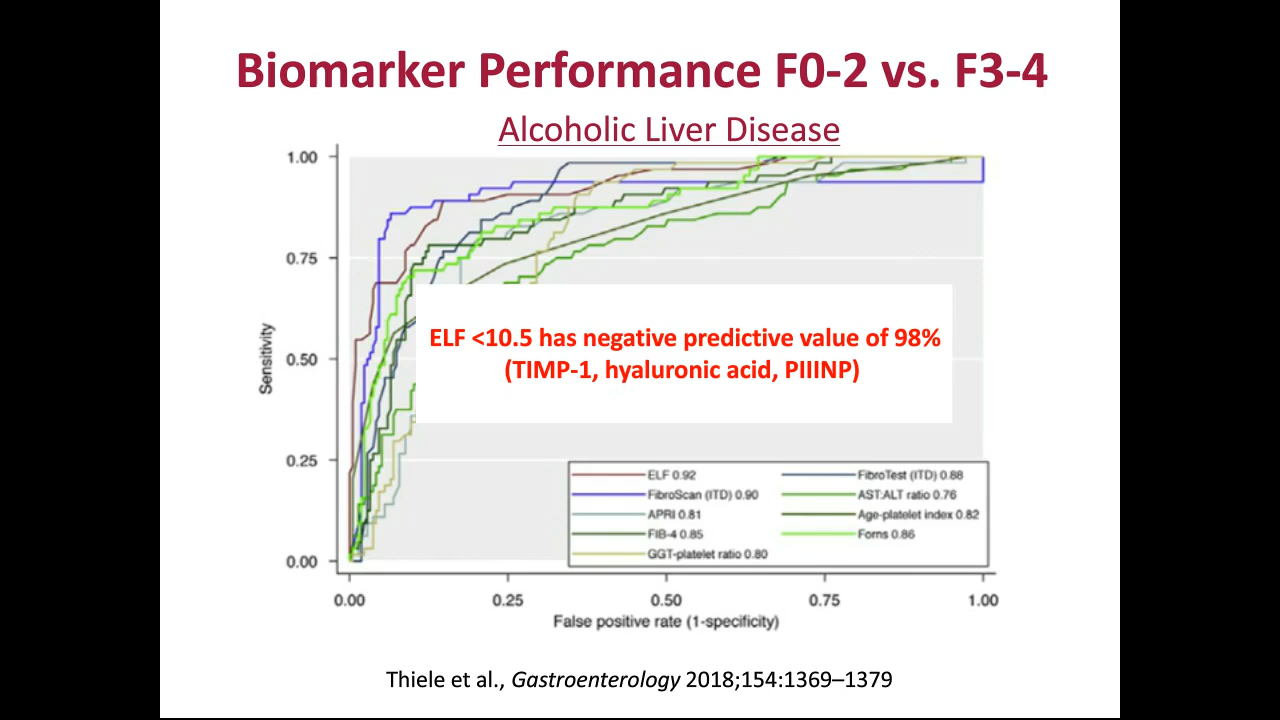 Biomarker Performance F0-2 vs. F3-4
Alcoholic Liver Disease
1.00
0.75
0.50
0.25
0.00
Sensitivity
ELF <10.5 has negative predictive value of 98%
(TIMP-1, hyaluronic acid, PIIINP)
ELF 0.92
FibroTest (ITD) 0.88
FibroScan (ITD) 0.90
AST:ALT ratio 0.76
APRI 0.81
Age-platelet index 0.82
FIB-4 0.85
Forns 0.86
GGT-platelet ratio 0.80
0.00 0.25 0.50 0.75 1.00
False positive rate (1-specificity)
Thiele et al., Gastroenterology 2018;154:1369–1379